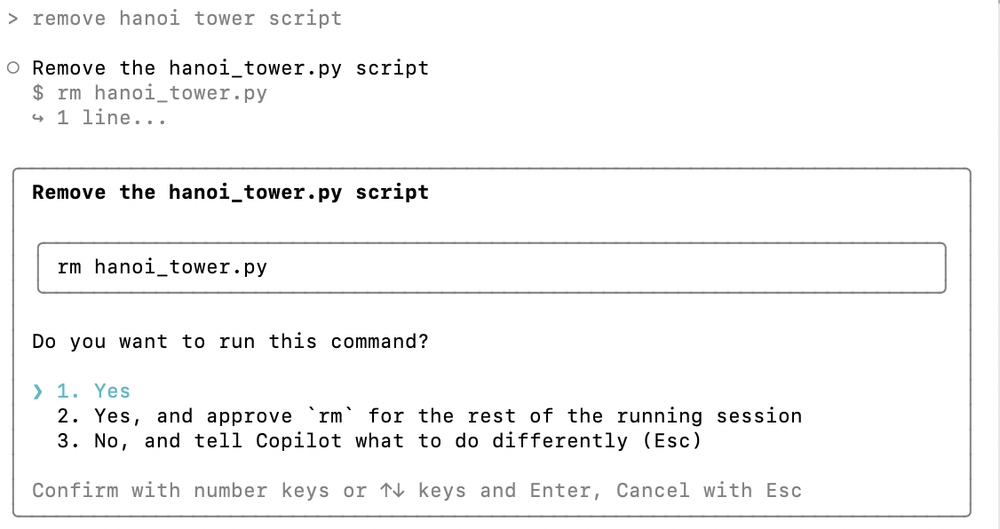 > remove hanoi tower script
○ Remove the hanoi_tower.py script
$ rm hanoi_tower.py
↪ 1 line...
Remove the hanoi_tower.py script
rm hanoi_tower.py
Do you want to run this command?
❯ 1. Yes
2. Yes, and approve `rm` for the rest of the running session
3. No, and tell Copilot what to do differently (Esc)
Confirm with number keys or ↑↓ keys and Enter, Cancel with Esc